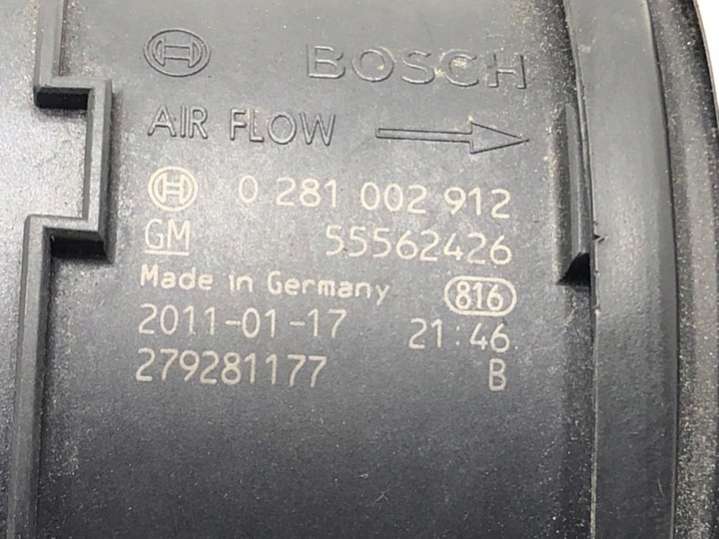 BOSCH
AIR FLOW
0 281 002 912
GM 55562426
Made in Germany 816
2011-01-17 21:46
279281177 B